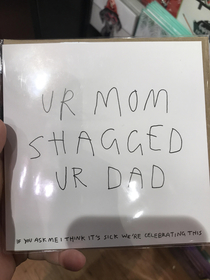 UR MOM
SHAGGED
UR DAD
IF YOU ASK ME I THINK IT'S SICK WE'RE CELEBRATING THIS